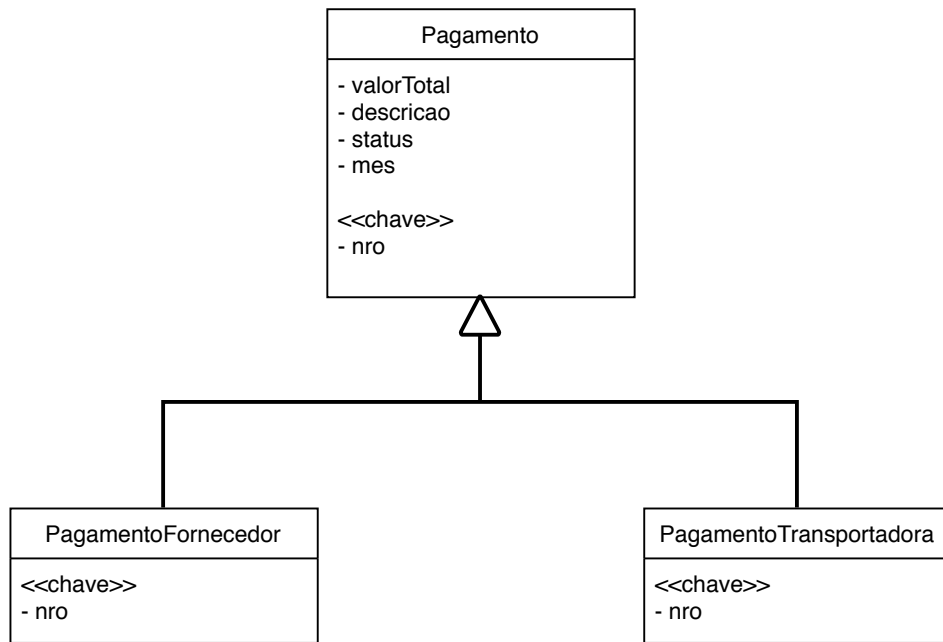 Pagamento
- valorTotal
- descricao
- status
- mes
<<chave>>
- nro
PagamentoFornecedor
<<chave>>
- nro
PagamentoTransportadora
<<chave>>
- nro